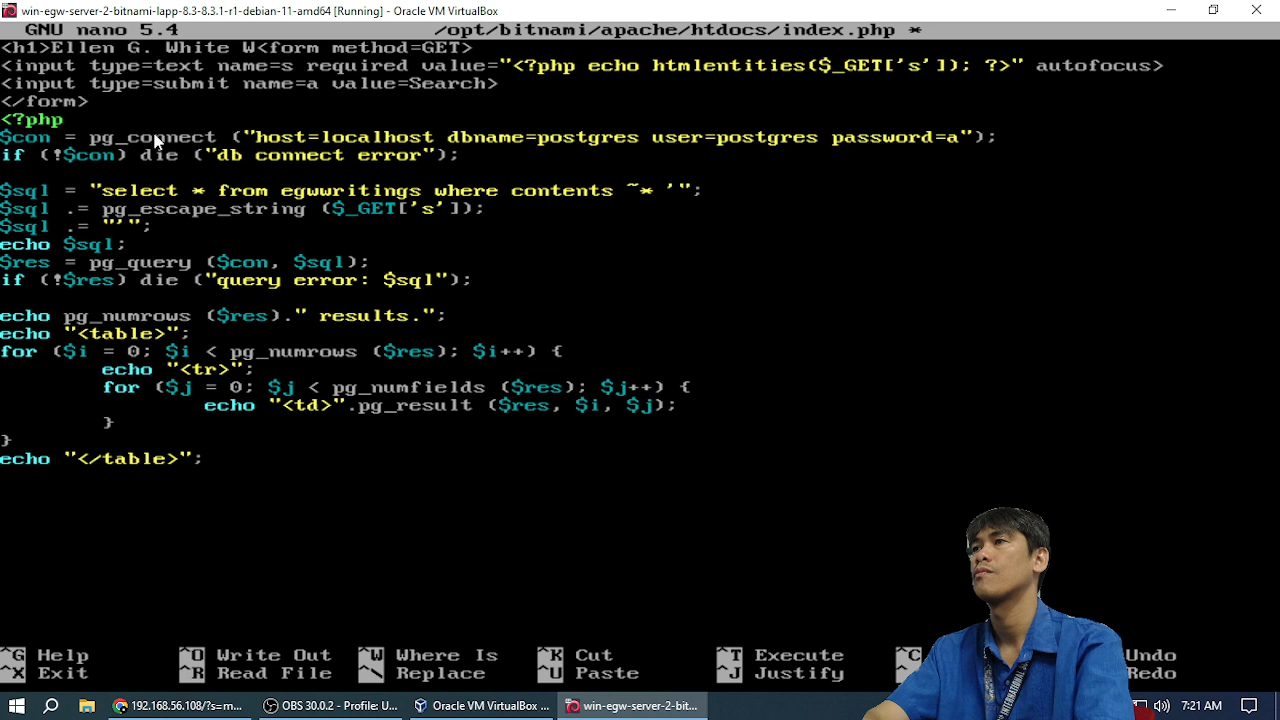 win-egw-server-2-bitnami-lapp-8.3-8.3.1-r1-debian-11-amd64 [Running] - Oracle VM VirtualBox
GNU nano 5.4 /opt/bitnami/apache/htdocs/index.php *
<h1>Ellen G. White W<form method=GET>
<input type=text name=s required value="<?php echo htmlentities($_GET['s']); ?>" autofocus>
<input type=submit name=a value=Search>
</form>
<?php
$con = pg_connect ("host=localhost dbname=postgres user=postgres password=a");
if (!$con) die ("db connect error");
$sql = "select * from egwwritings where contents ~* '";
$sql .= pg_escape_string ($_GET['s']);
$sql .= "'";
echo $sql;
$res = pg_query ($con, $sql);
if (!$res) die ("query error: $sql");
echo pg_numrows ($res)." results.";
echo "<table>";
for ($i = 0; $i < pg_numrows ($res); $i++) {
echo "<tr>";
for ($j = 0; $j < pg_numfields ($res); $j++) {
echo "<td>".pg_result ($res, $i, $j);
}
}
echo "</table>";
^G Help ^O Write Out ^W Where Is ^K Cut ^T Execute ^C Undo
^X Exit ^R Read File ^\ Replace ^U Paste ^J Justify Redo
192.168.56.108/?s=m... OBS 30.0.2 - Profile: U... Oracle VM VirtualBox ... win-egw-server-2-bit... 7:21 AM